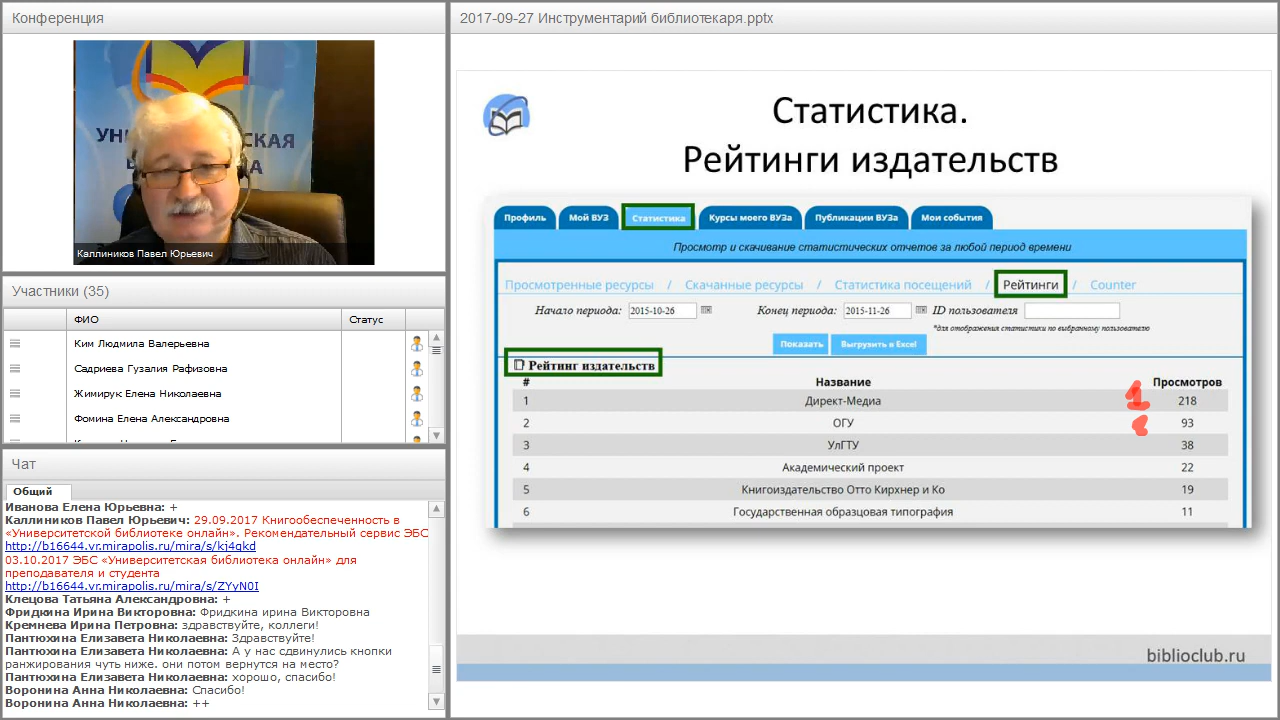 Конференция
УНИ
СКАЯ
Каллиников Павел Юрьевич
Участники (35)
ФИО
Статус
Ким Людмила Валерьевна
Садриева Гузалия Рафизовна
Жимирук Елена Николаевна
Фомина Елена Александровна
Чат
Общий
Иванова Елена Юрьевна: +
Каллиников Павел Юрьевич: 29.09.2017 Книгообеспеченность в
«Университетской библиотеке онлайн». Рекомендательный сервис ЭБС
http://b16644.vr.mirapolis.ru/mira/s/kj4qkd
03.10.2017 ЭБС «Университетская библиотека онлайн» для
преподавателя и студента
http://b16644.vr.mirapolis.ru/mira/s/ZYyN0I
Клецова Татьяна Александровна: +
Фридкина Ирина Викторовна: Фридкина ирина Викторовна
Кремнева Ирина Петровна: здравствуйте, коллеги!
Пантюхина Елизавета Николаевна: Здравствуйте!
Пантюхина Елизавета Николаевна: А у нас сдвинулись кнопки
ранжирования чуть ниже. они потом вернутся на место?
Пантюхина Елизавета Николаевна: хорошо, спасибо!
Воронина Анна Николаевна: Спасибо!
Воронина Анна Николаевна: ++
2017-09-27 Инструментарий библиотекаря.pptx
Статистика.
Рейтинги издательств
Профиль Мой ВУЗ Статистика Курсы моего ВУЗа Публикации ВУЗа Мои события
Просмотр и скачивание статистических отчетов за любой период времени
Просмотренные ресурсы / Скачанные ресурсы / Статистика посещений / Рейтинги / Counter
Начало периода: 2015-10-26 Конец периода: 2015-11-26 ID пользователя
*для отображения статистики по выбранному пользователю
Показать Выгрузить в Excel
Рейтинг издательств
# Название Просмотров
1 Директ-Медиа 218
2 ОГУ 93
3 УлГТУ 38
4 Академический проект 22
5 Книгоиздательство Отто Кирхнер и Ко 19
6 Государственная образцовая типография 11
biblioclub.ru